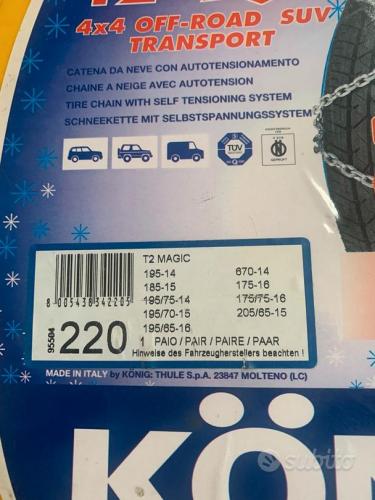 4x4 OFF-ROAD SUV
TRANSPORT
CATENA DA NEVE CON AUTOTENSIONAMENTO
CHAINE A NEIGE AVEC AUTOTENSION
TIRE CHAIN WITH SELF TENSIONING SYSTEM
SCHNEEKETTE MIT SELBSTSPANNUNGSSYSTEM
TÜV
GEPRÜFT
T2 MAGIC
195-14 670-14
185-15 175-16
195/75-14 175/75-16
195/70-15 205/65-15
195/65-16
8 005438 342205
95504
220
1 PAIO / PAIR / PAIRE / PAAR
Hinweise des Fahrzeugherstellers beachten !
MADE IN ITALY by KÖNIG: THULE S.p.A. 23847 MOLTENO (LC)
KÖN
subito